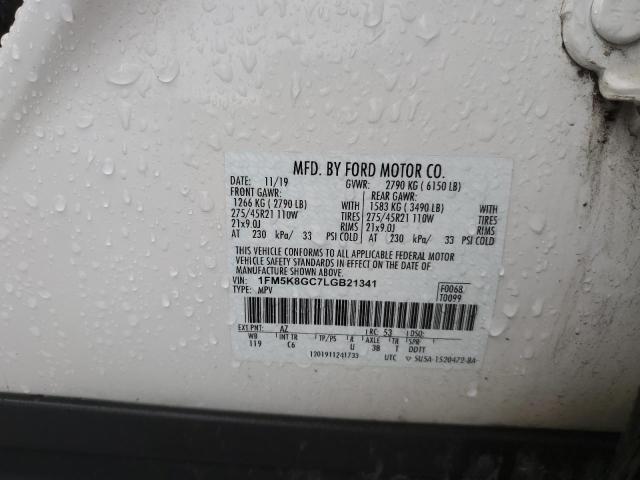 MFD. BY FORD MOTOR CO.
DATE: 11/19 GVWR: 2790 KG ( 6150 LB)
FRONT GAWR: REAR GAWR:
1266 KG ( 2790 LB) WITH 1583 KG ( 3490 LB) WITH
275/45R21 110W TIRES 275/45R21 110W TIRES
21x9.0J RIMS 21x9.0J RIMS
AT 230 kPa/ 33 PSI COLD AT 230 kPa/ 33 PSI COLD
THIS VEHICLE CONFORMS TO ALL APPLICABLE FEDERAL MOTOR
VEHICLE SAFETY STANDARDS IN EFFECT ON THE DATE OF
MANUFACTURE SHOWN ABOVE.
VIN: 1FM5K8GC7LGB21341 F0068
TYPE: MPV T0099
EXT PNT: AZ RC: 53 DSO:
WB INT TR TP/PS R AXLE TR SPR
119 C6 U 3B T DDTT
1201911241733 UTC 5U5A-1520472-BA